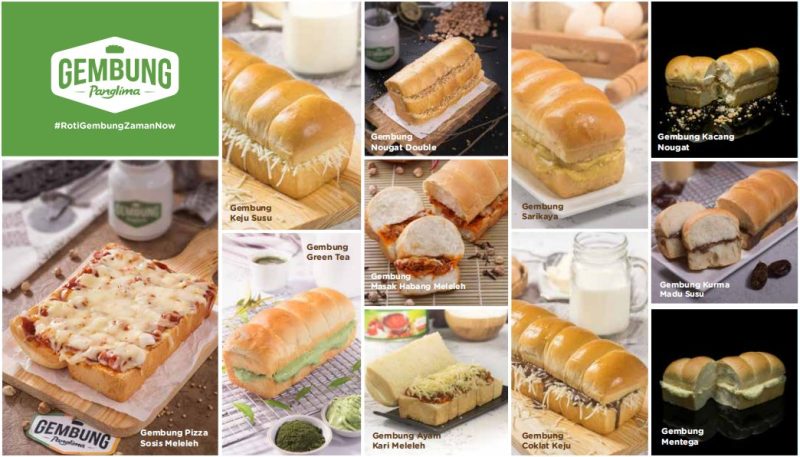 GEMBUNG
Panglima
#RotiGembungZamanNow
Gembung
Keju Susu
Gembung
Nougat Double
Gembung
Sarikaya
Gembung Kacang
Nougat
GEMBUNG
Gembung Pizza
Sosis Meleleh
GEMBUNG
Panglima
Gembung
Green Tea
Gembung
Masak Habang Meleleh
Gembung Kurma
Madu Susu
Gembung Ayam
Kari Meleleh
Gembung
Coklat Keju
Gembung
Mentega